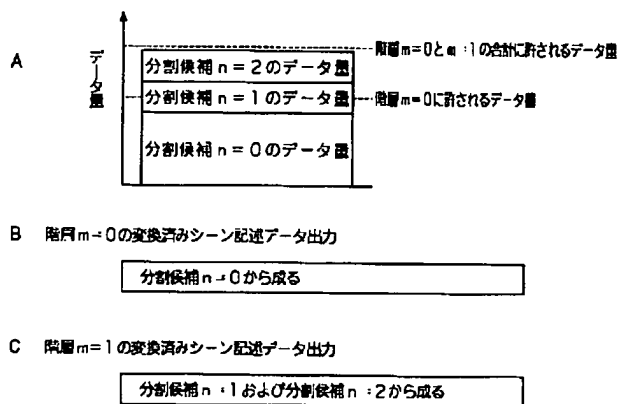 A
データ量
階層m=0とm=1の合計に許されるデータ量
分割候補n=2のデータ量
分割候補n=1のデータ量
階層m=0に許されるデータ量
分割候補n=0のデータ量
B 階層m=0の変換済みシーン記述データ出力
分割候補n=0から成る
C 階層m=1の変換済みシーン記述データ出力
分割候補n=1および分割候補n=2から成る